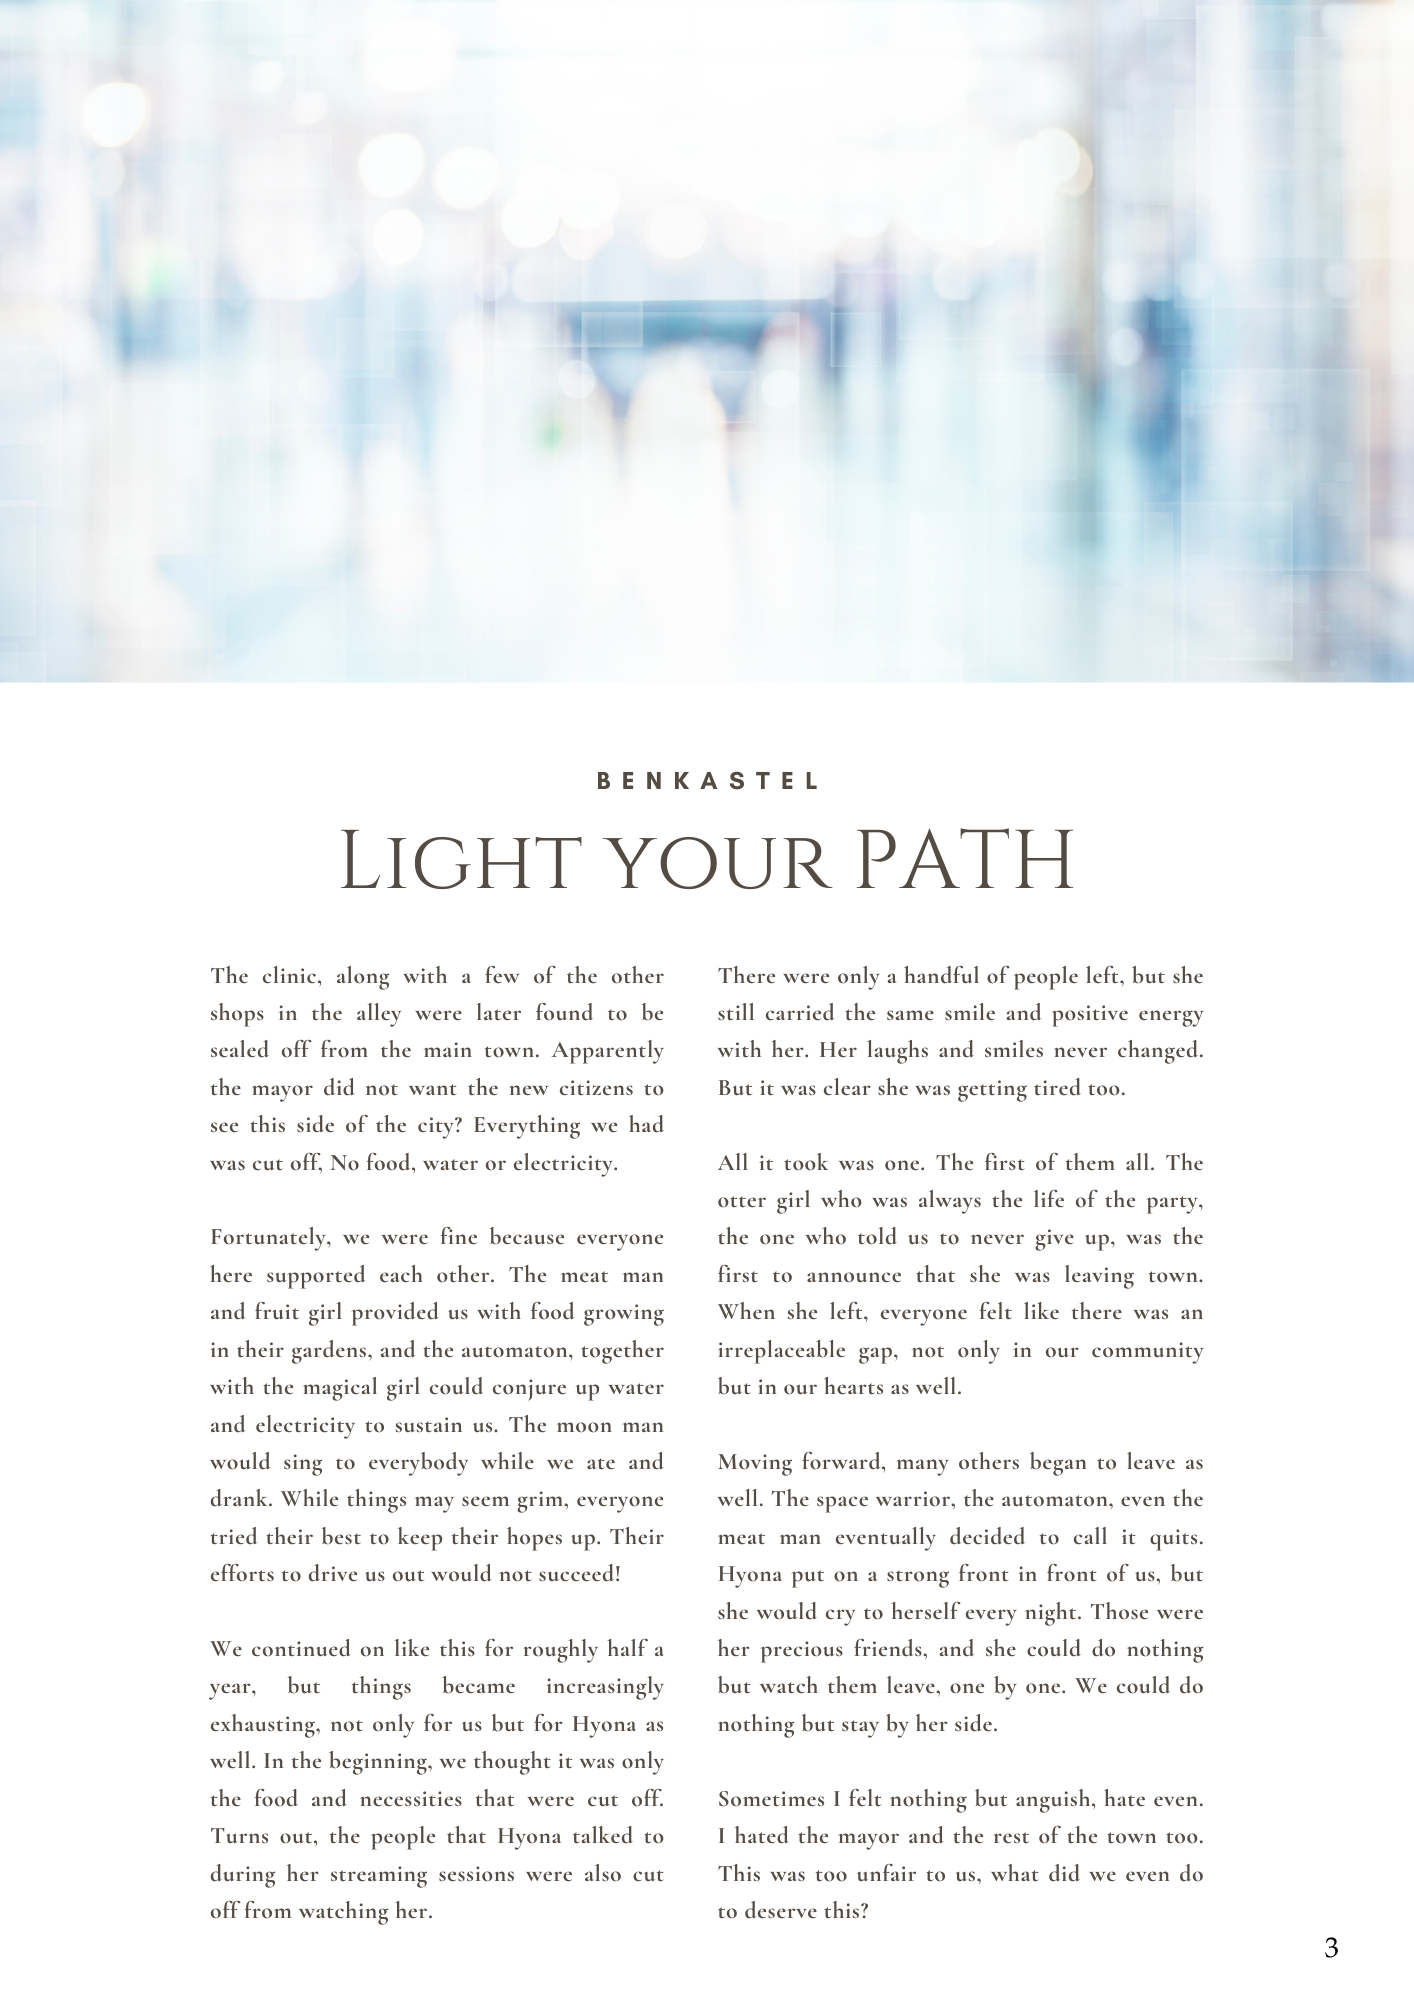 BENKASTEL
Light your PATH
The clinic, along with a few of the other
shops in the alley were later found to be
sealed off from the main town. Apparently
the mayor did not want the new citizens to
see this side of the city? Everything we had
was cut off, No food, water or electricity.
Fortunately, we were fine because everyone
here supported each other. The meat man
and fruit girl provided us with food growing
in their gardens, and the automaton, together
with the magical girl could conjure up water
and electricity to sustain us. The moon man
would sing to everybody while we ate and
drank. While things may seem grim, everyone
tried their best to keep their hopes up. Their
efforts to drive us out would not succeed!
We continued on like this for roughly half a
year, but things became increasingly
exhausting, not only for us but for Hyona as
well. In the beginning, we thought it was only
the food and necessities that were cut off.
Turns out, the people that Hyona talked to
during her streaming sessions were also cut
off from watching her.
There were only a handful of people left, but she
still carried the same smile and positive energy
with her. Her laughs and smiles never changed.
But it was clear she was getting tired too.
All it took was one. The first of them all. The
otter girl who was always the life of the party,
the one who told us to never give up, was the
first to announce that she was leaving town.
When she left, everyone felt like there was an
irreplaceable gap, not only in our community
but in our hearts as well.
Moving forward, many others began to leave as
well. The space warrior, the automaton, even the
meat man eventually decided to call it quits.
Hyona put on a strong front in front of us, but
she would cry to herself every night. Those were
her precious friends, and she could do nothing
but watch them leave, one by one. We could do
nothing but stay by her side.
Sometimes I felt nothing but anguish, hate even.
I hated the mayor and the rest of the town too.
This was too unfair to us, what did we even do
to deserve this?
3